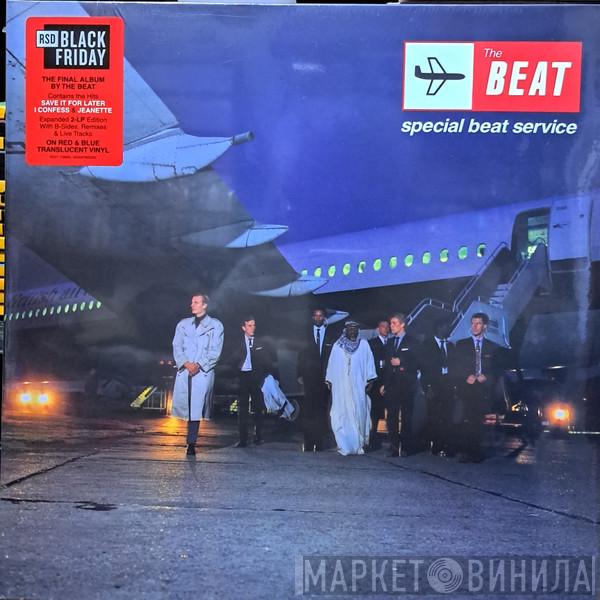 RSD BLACK FRIDAY
THE FINAL ALBUM
BY THE BEAT
Contains the Hits
SAVE IT FOR LATER
I CONFESS & JEANETTE
Expanded 2-LP Edition
With B-Sides, Remixes
& Live Tracks
ON RED & BLUE
TRANSLUCENT VINYL
The
BEAT
special beat service
МАРКЕТ ВИНИЛА